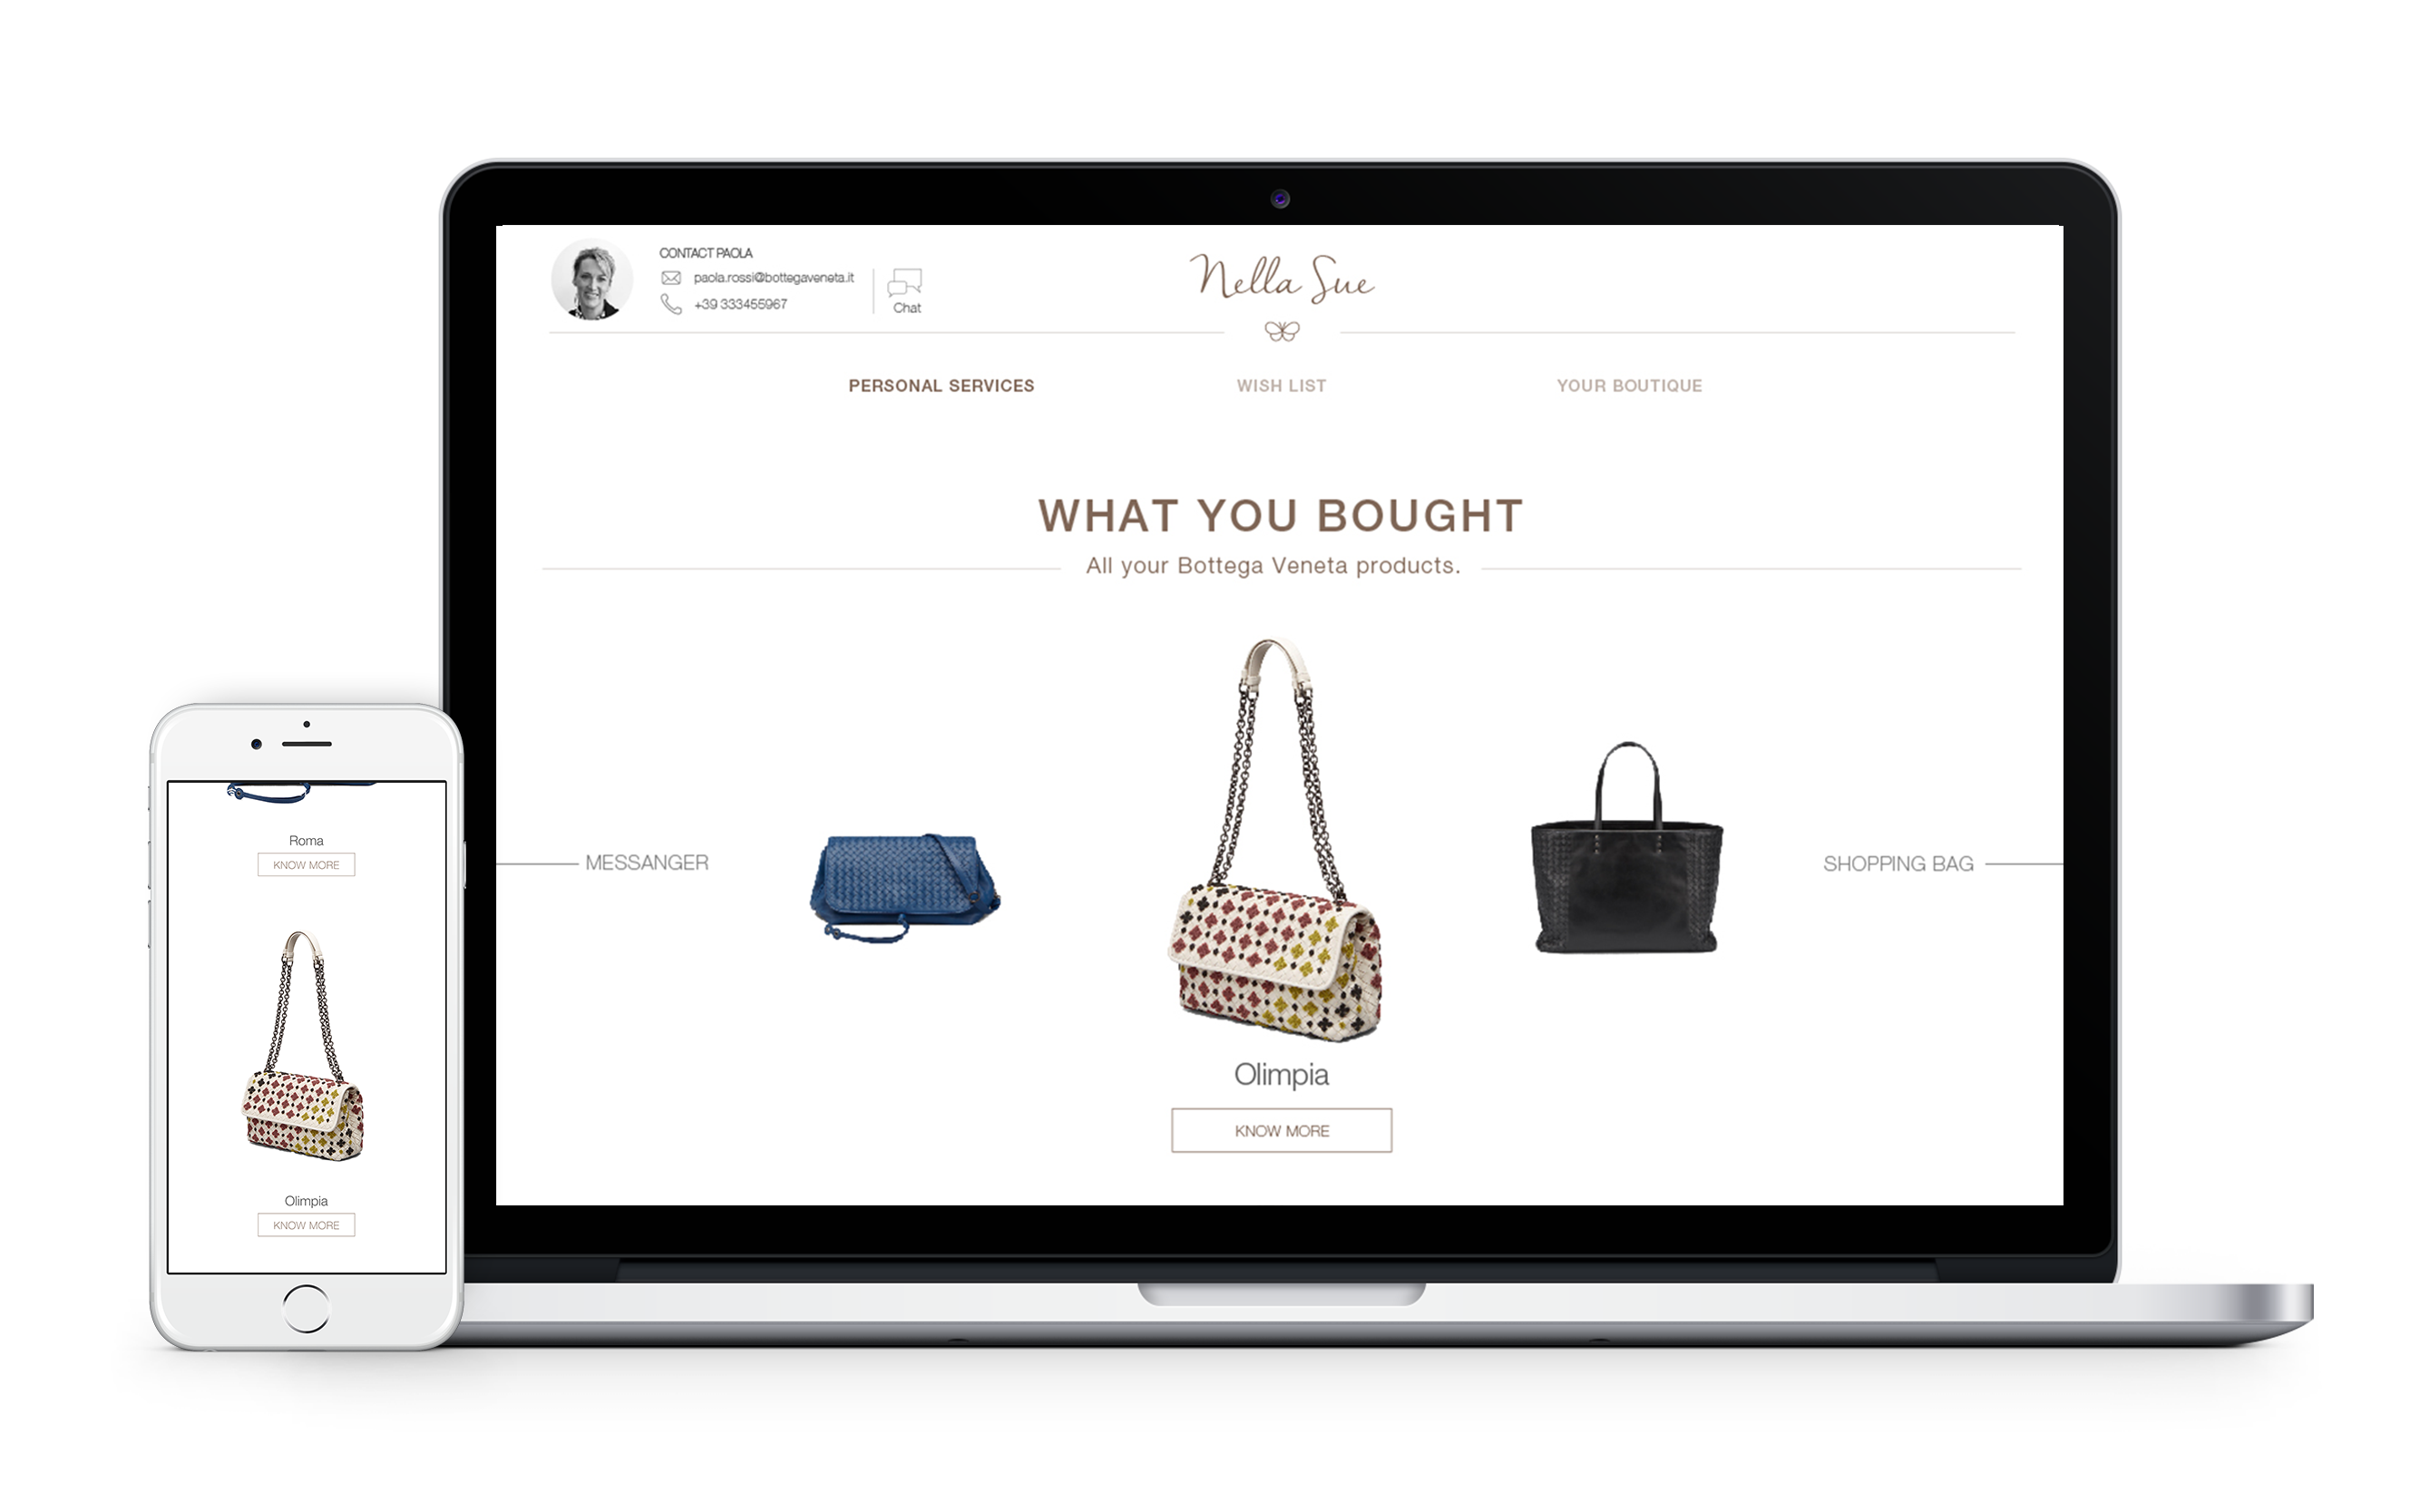 CONTACT PAOLA
paola.rossi@bottegaveneta.it
+39 333455967
Chat
Nella Sue
PERSONAL SERVICES
WISH LIST
YOUR BOUTIQUE
WHAT YOU BOUGHT
All your Bottega Veneta products.
MESSANGER
SHOPPING BAG
Olimpia
KNOW MORE
Roma
KNOW MORE
Olimpia
KNOW MORE